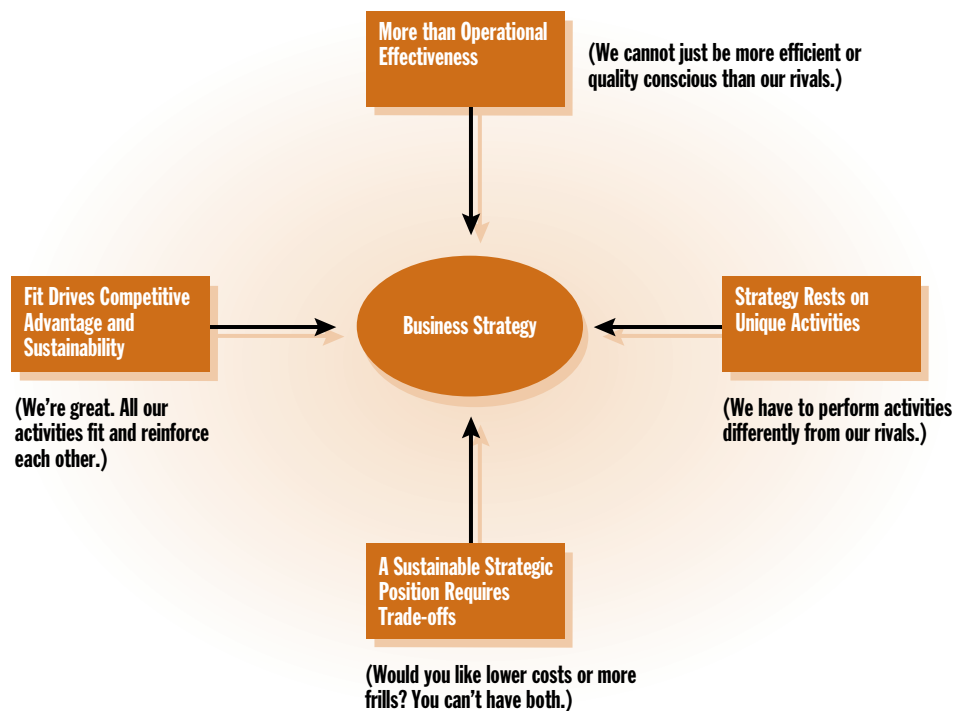 More than Operational
Effectiveness
(We cannot just be more efficient or
quality conscious than our rivals.)
Fit Drives Competitive
Advantage and
Sustainability
(We’re great. All our
activities fit and reinforce
each other.)
Business Strategy
Strategy Rests on
Unique Activities
(We have to perform activities
differently from our rivals.)
A Sustainable Strategic
Position Requires
Trade-offs
(Would you like lower costs or more
frills? You can’t have both.)